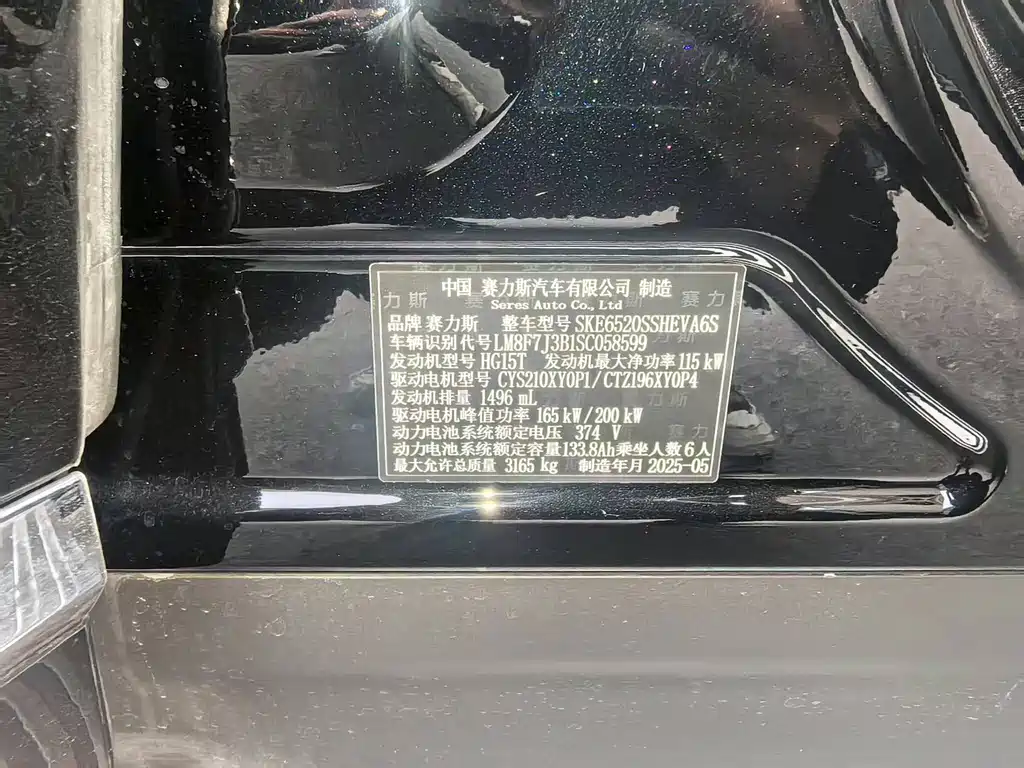 中国 赛力斯汽车有限公司 制造
Seres Auto Co., Ltd
品牌 赛力斯 整车型号 SKE6520SSHEVA6S
车辆识别代号 LM8F7J3B1SC058599
发动机型号 HG15T 发动机最大净功率 115 kW
驱动电机型号 CYS210XY0P1/CTZ196XY0P4
发动机排量 1496 mL
驱动电机峰值功率 165 kW/200 kW
动力电池系统额定电压 374 V
动力电池系统额定容量 133.8Ah 乘坐人数 6 人
最大允许总质量 3165 kg 制造年月 2025-05